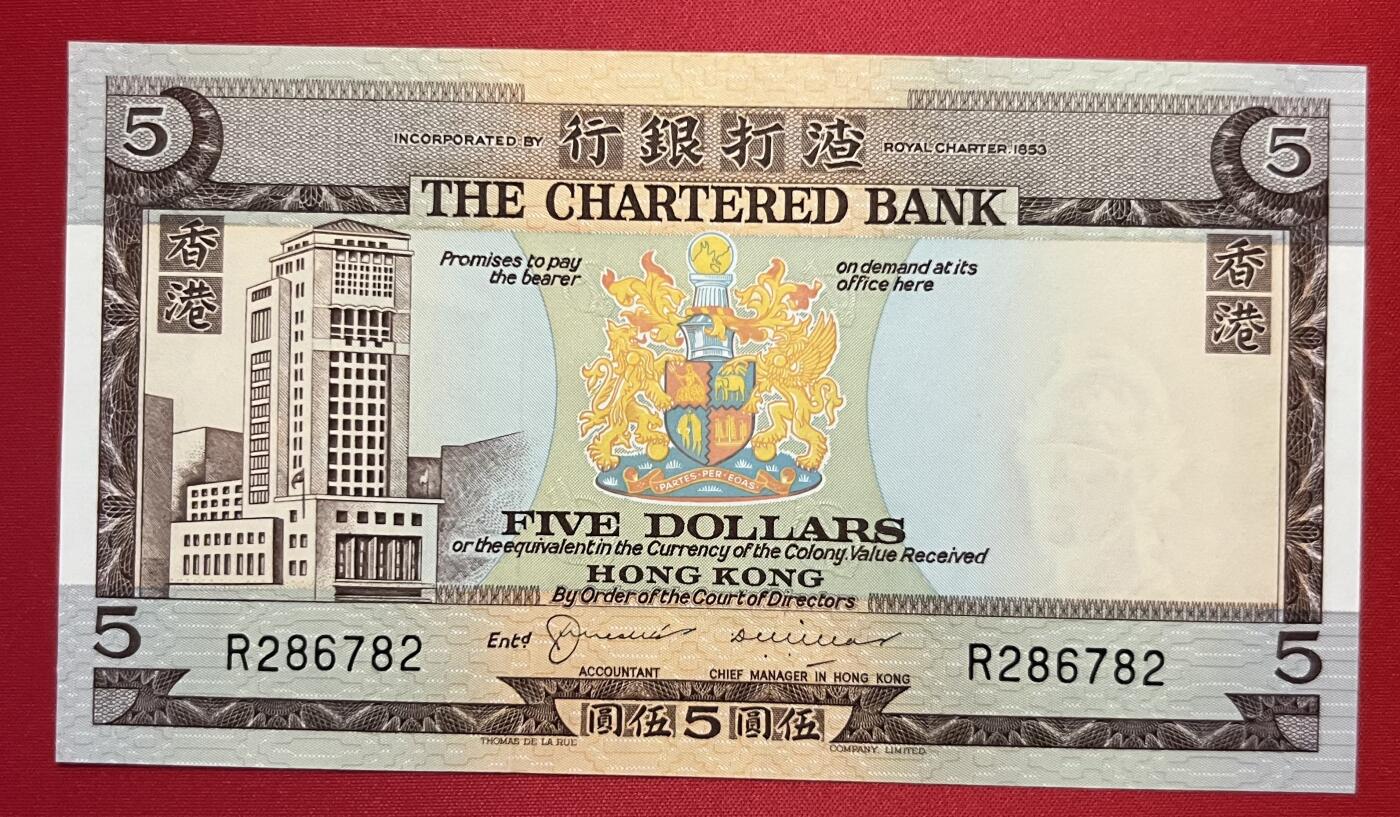 5
INCORPORATED BY 行銀打渣 ROYAL CHARTER.1853
5
THE CHARTERED BANK
香港
香港
Promises to pay
the bearer
on demand at its
office here
PARTES·PER·EOAS
FIVE DOLLARS
or the equivalent in the Currency of the Colony. Value Received
HONG KONG
By Order of the Court of Directors
5
R286782
Entd
R286782
5
ACCOUNTANT
CHIEF MANAGER IN HONG KONG
圓伍5圓伍
THOMAS DE LA RUE
COMPANY, LIMITED.